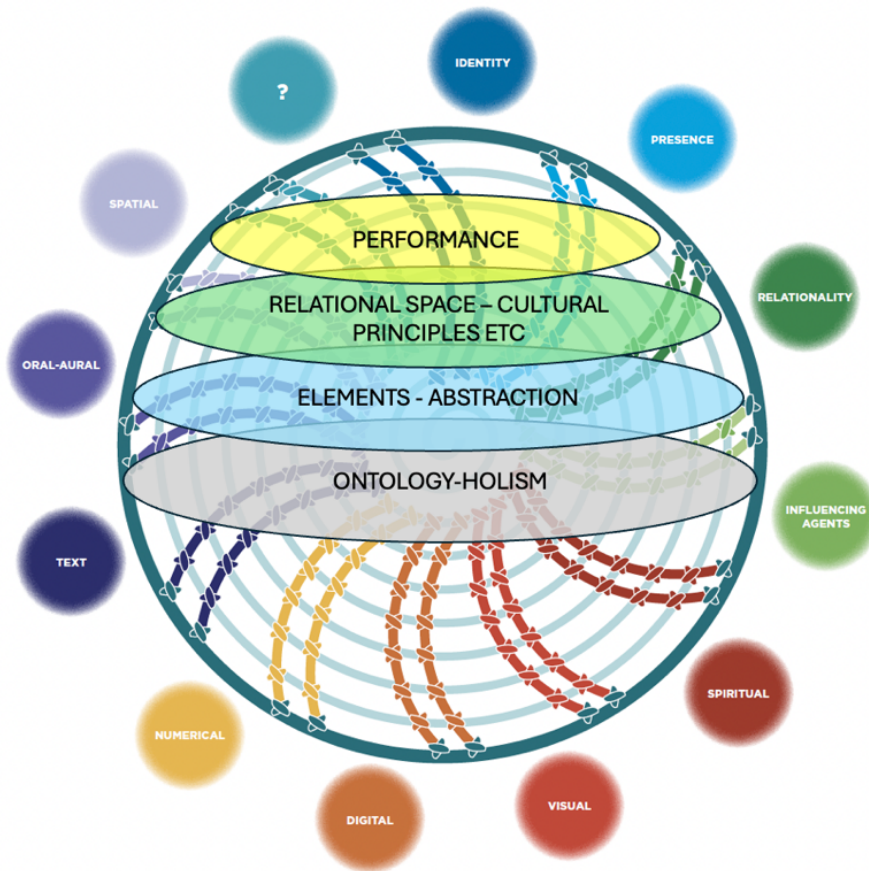 IDENTITY
?
PRESENCE
SPATIAL
PERFORMANCE
RELATIONALITY
RELATIONAL SPACE – CULTURAL
PRINCIPLES ETC
ORAL-AURAL
ELEMENTS - ABSTRACTION
ONTOLOGY-HOLISM
INFLUENCING
AGENTS
TEXT
SPIRITUAL
NUMERICAL
VISUAL
DIGITAL